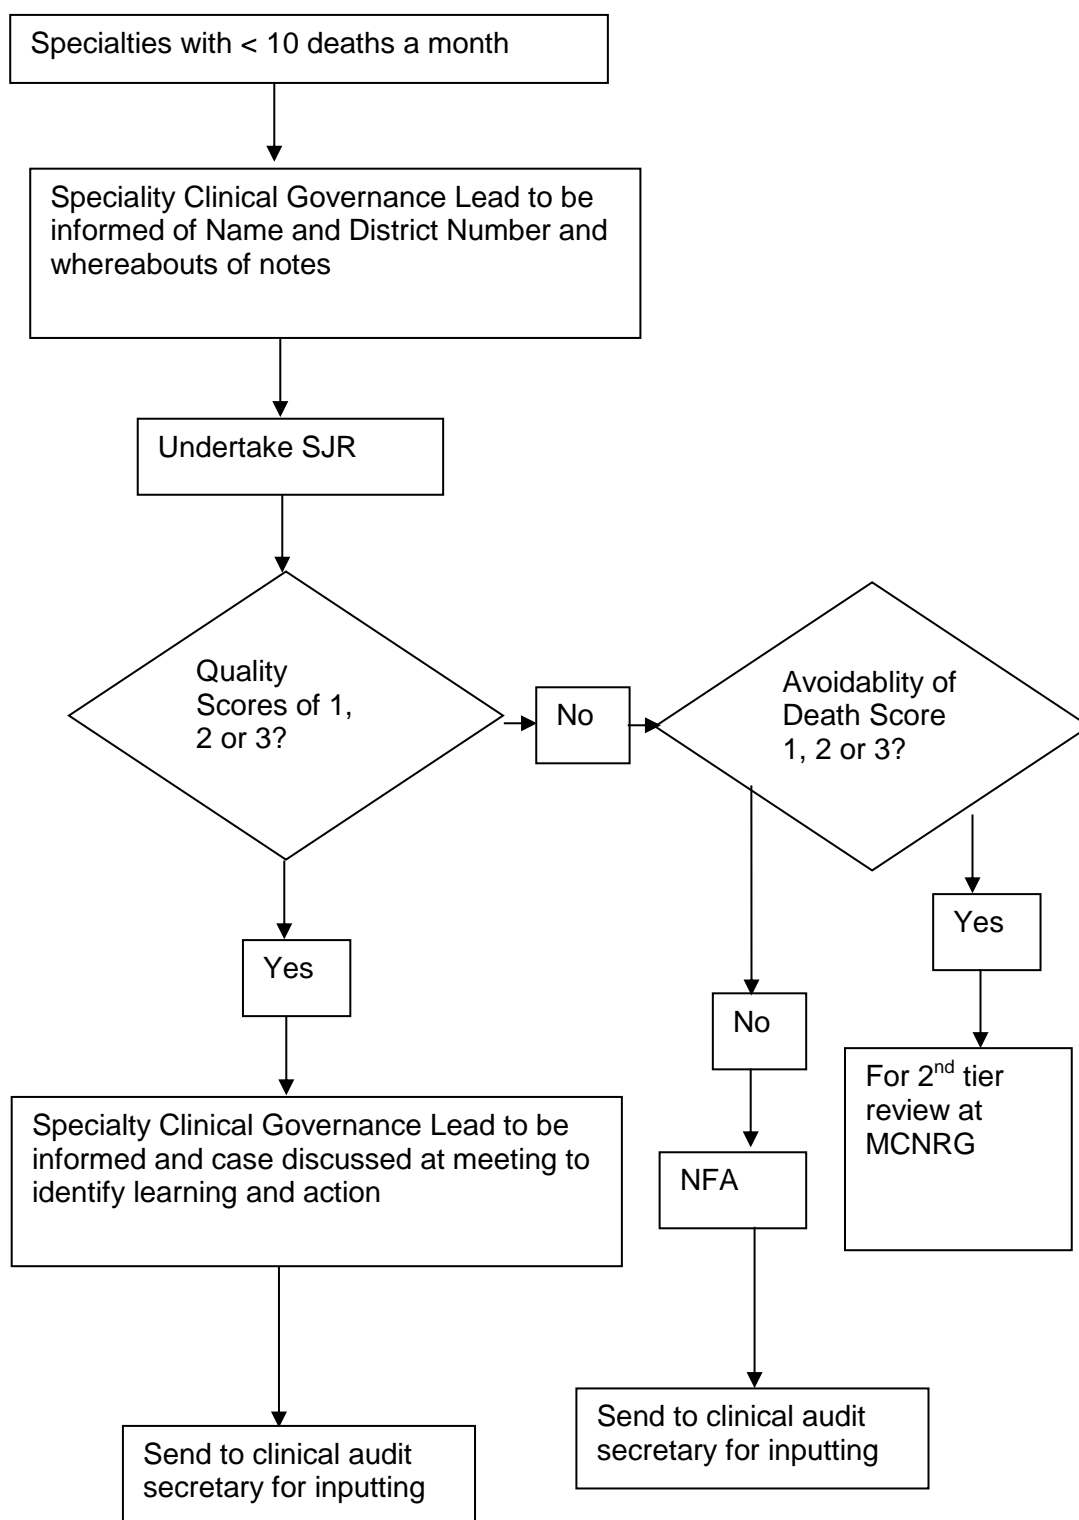 Specialties with < 10 deaths a month
Speciality Clinical Governance Lead to be
informed of Name and District Number and
whereabouts of notes
Undertake SJR
Quality
Scores of 1,
2 or 3?
No
Avoidablity of
Death Score
1, 2 or 3?
Yes
Yes
No
For 2nd tier
review at
MCNRG
Specialty Clinical Governance Lead to be
informed and case discussed at meeting to
identify learning and action
NFA
Send to clinical audit
secretary for inputting
Send to clinical audit
secretary for inputting